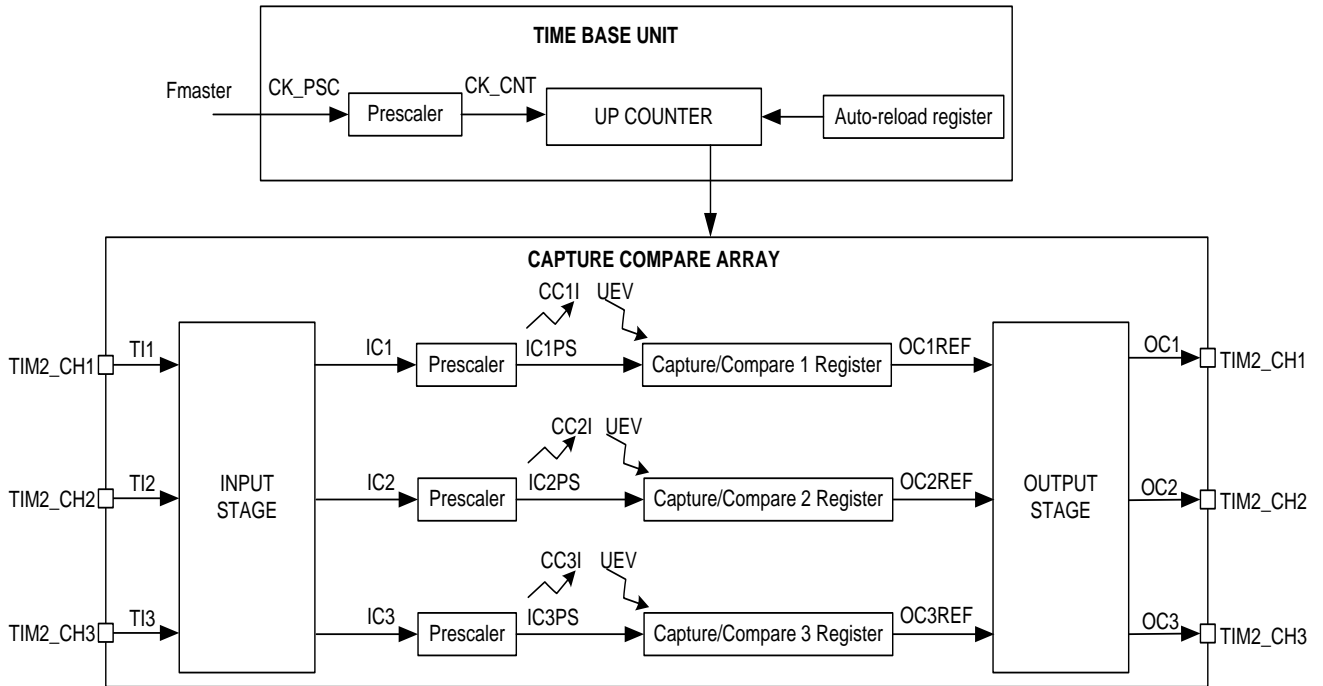 TIME BASE UNIT
Fmaster
CK_PSC
CK_CNT
Prescaler
UP COUNTER
Auto-reload register
CAPTURE COMPARE ARRAY
CC1I
UEV
TIM2_CH1
TI1
IC1
Prescaler
IC1PS
Capture/Compare 1 Register
OC1REF
OC1
TIM2_CH1
CC2I
UEV
TIM2_CH2
TI2
INPUT
STAGE
IC2
Prescaler
IC2PS
Capture/Compare 2 Register
OC2REF
OUTPUT
STAGE
OC2
TIM2_CH2
CC3I
UEV
TIM2_CH3
TI3
IC3
Prescaler
IC3PS
Capture/Compare 3 Register
OC3REF
OC3
TIM2_CH3